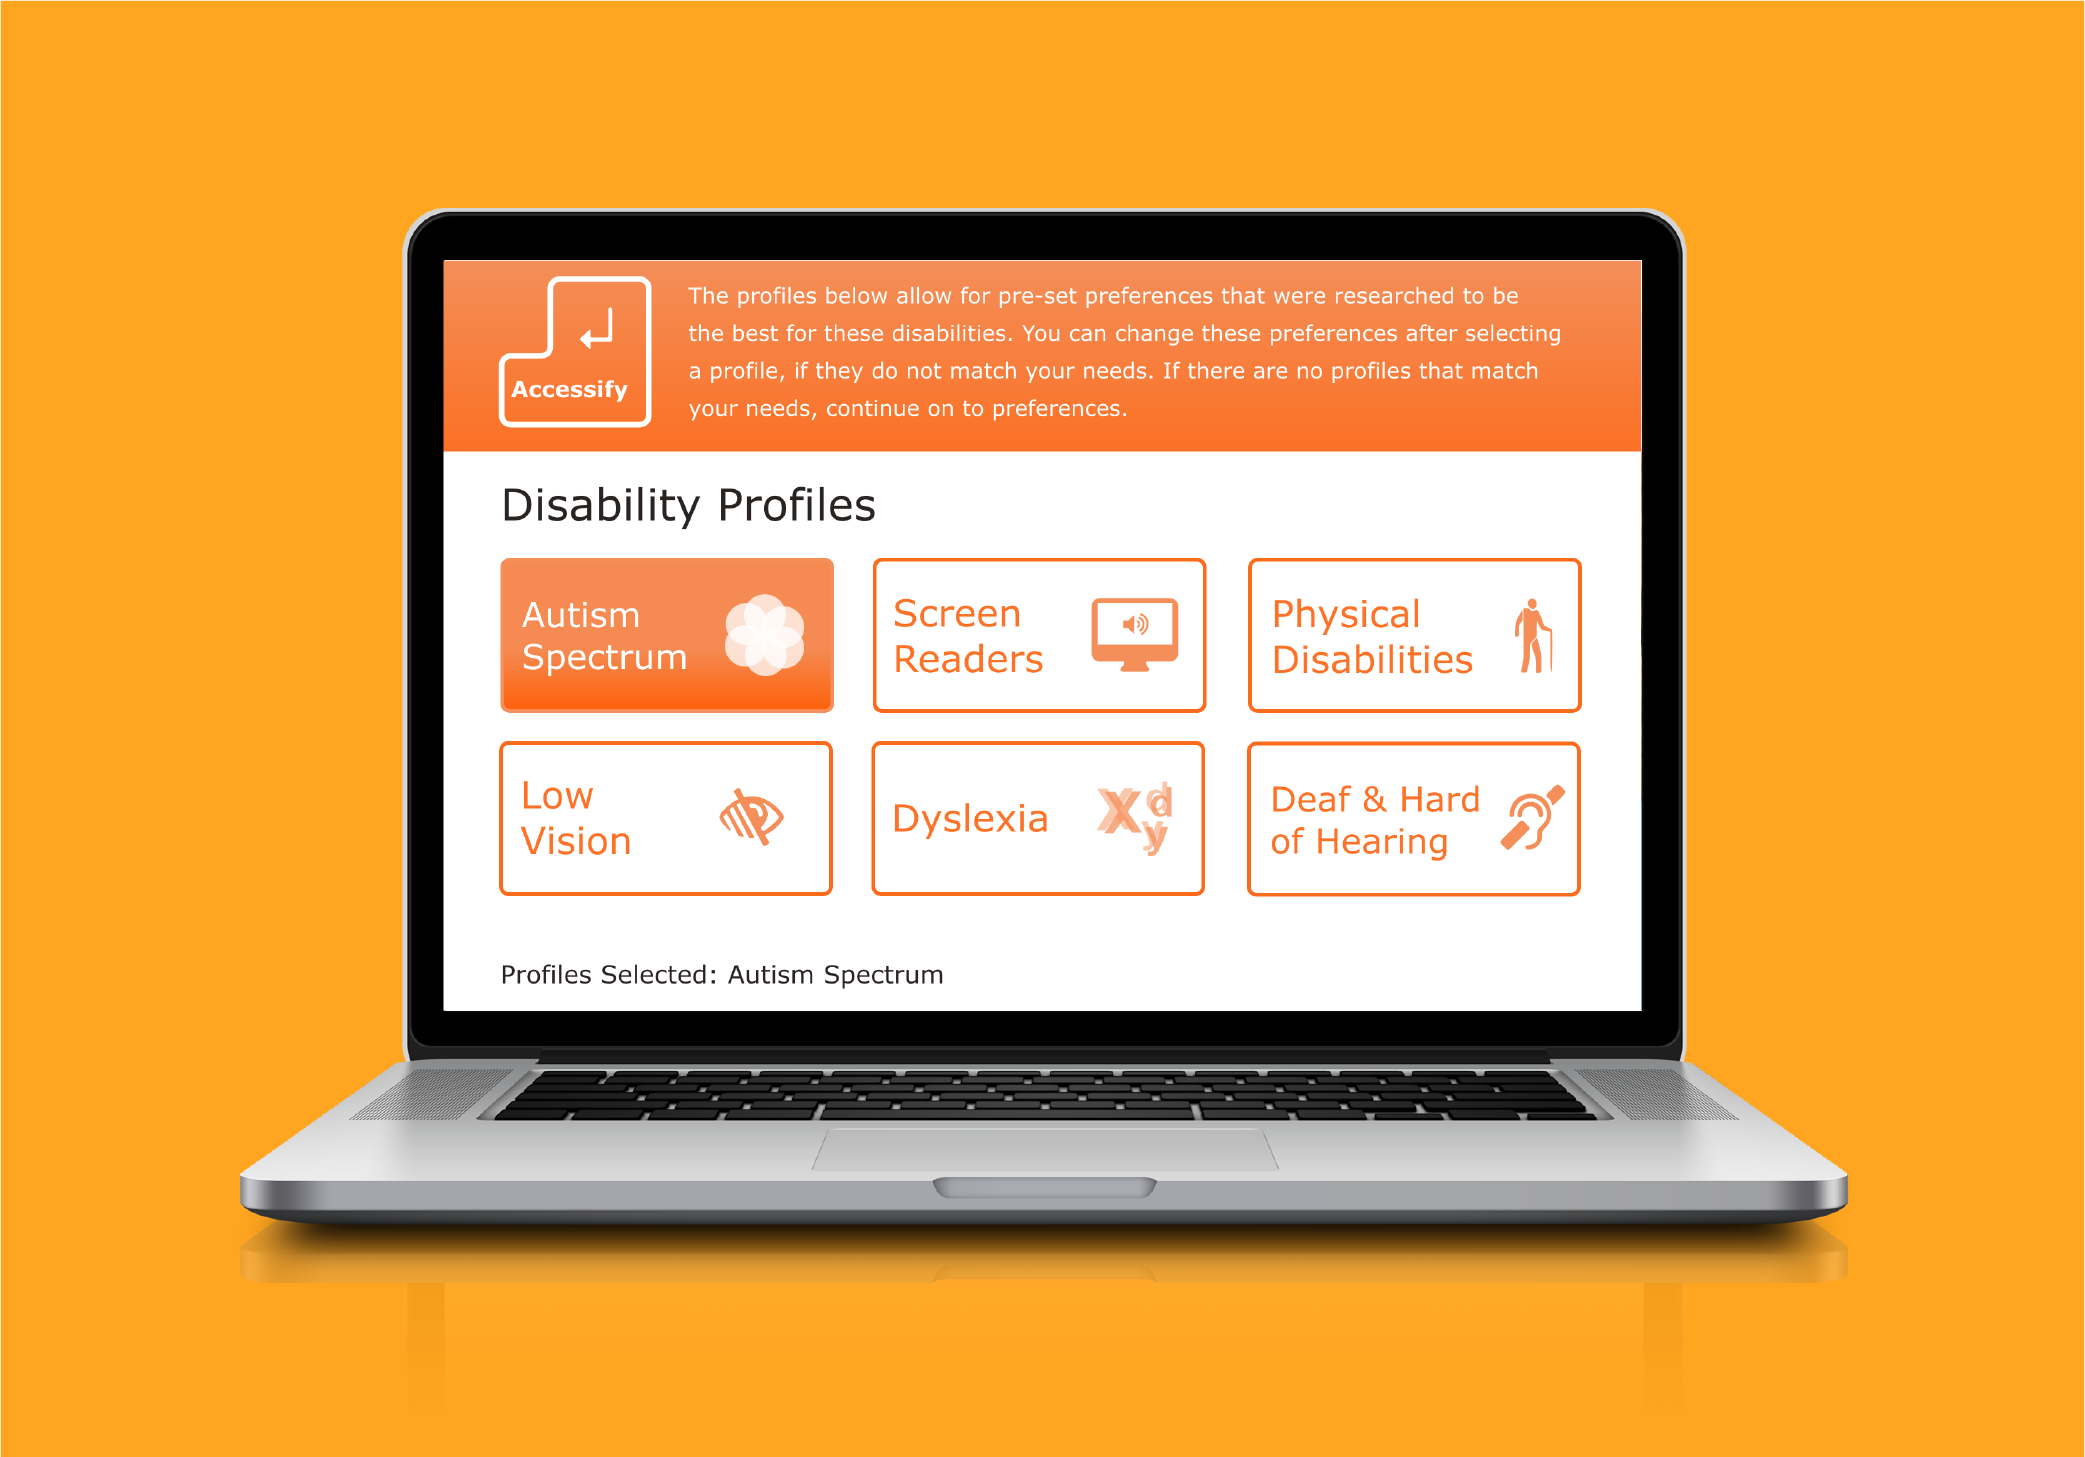 Accessify
The profiles below allow for pre-set preferences that were researched to be
the best for these disabilities. You can change these preferences after selecting
a profile, if they do not match your needs. If there are no profiles that match
your needs, continue on to preferences.
Disability Profiles
Autism
Spectrum
Screen
Readers
Physical
Disabilities
Low
Vision
Dyslexia
X d
y
Deaf & Hard
of Hearing
Profiles Selected: Autism Spectrum